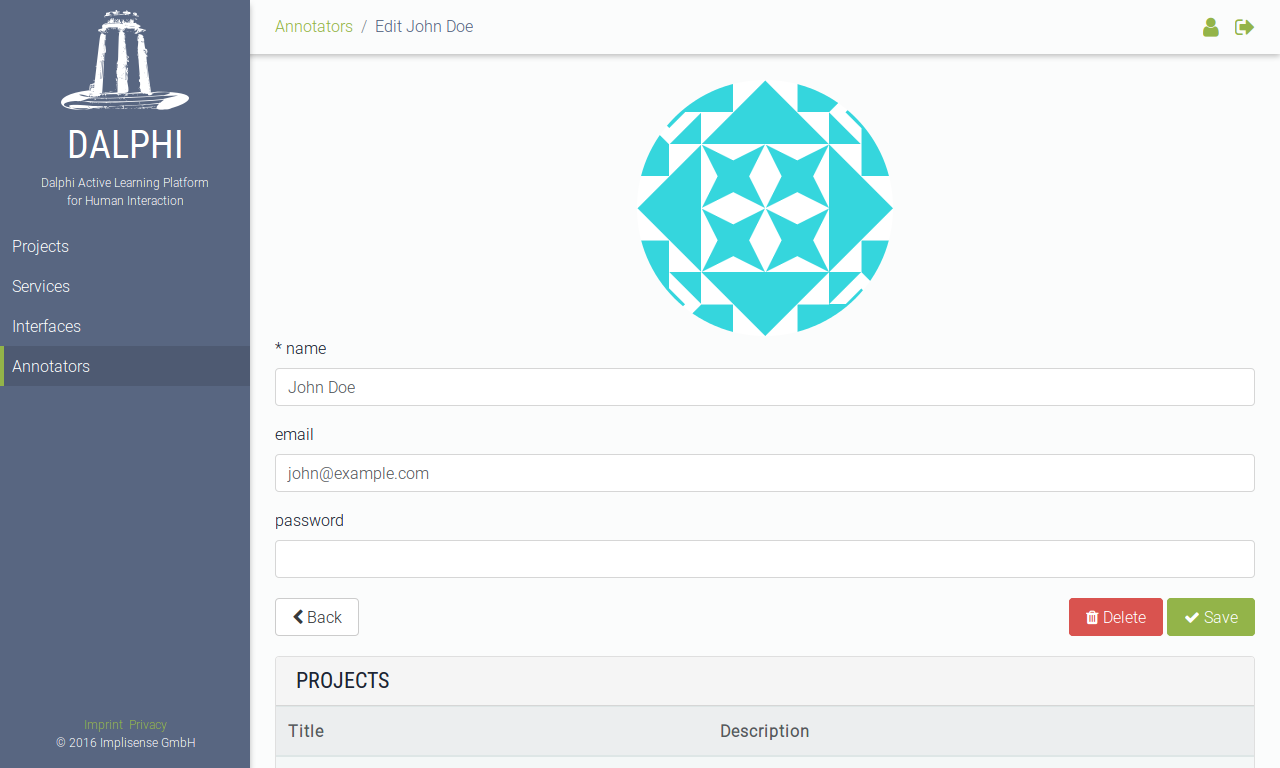 DALPHI
Dalphi Active Learning Platform
for Human Interaction
Projects
Services
Interfaces
Annotators
Imprint Privacy
© 2016 Implisense GmbH
Annotators / Edit John Doe
* name
John Doe
email
john@example.com
password
Back
Delete
Save
PROJECTS
Title Description